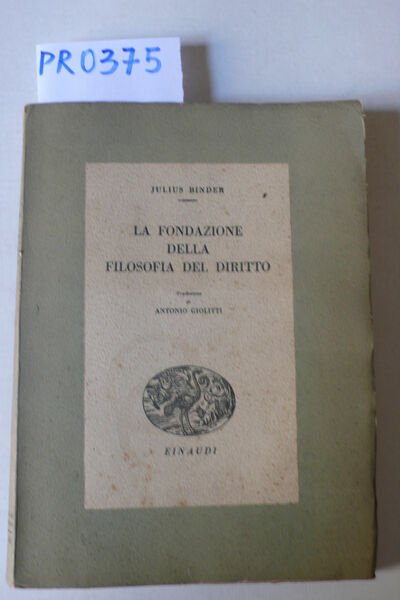 PR0375
JULIUS BINDER
LA FONDAZIONE
DELLA
FILOSOFIA DEL DIRITTO
Traduzione
di
ANTONIO GIOLITTI
EINAUDI